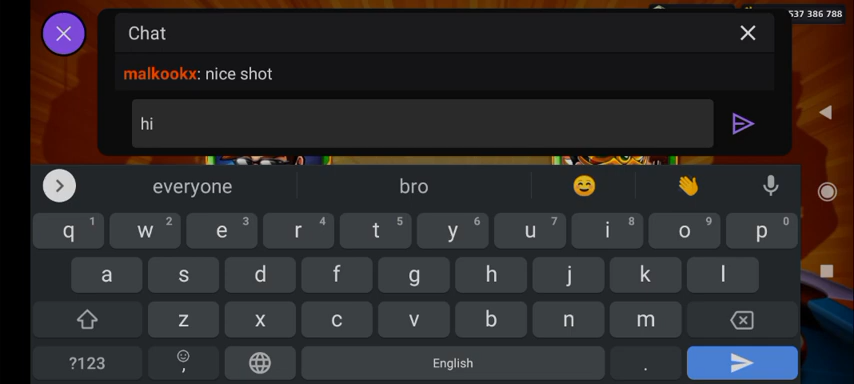 537 386 788
Chat
malkookx: nice shot
hi
everyone bro 😊 👋
q 1 w 2 e 3 r 4 t 5 y 6 u 7 i 8 o 9 p 0
a s d f g h j k l
z x c v b n m
?123 , English .